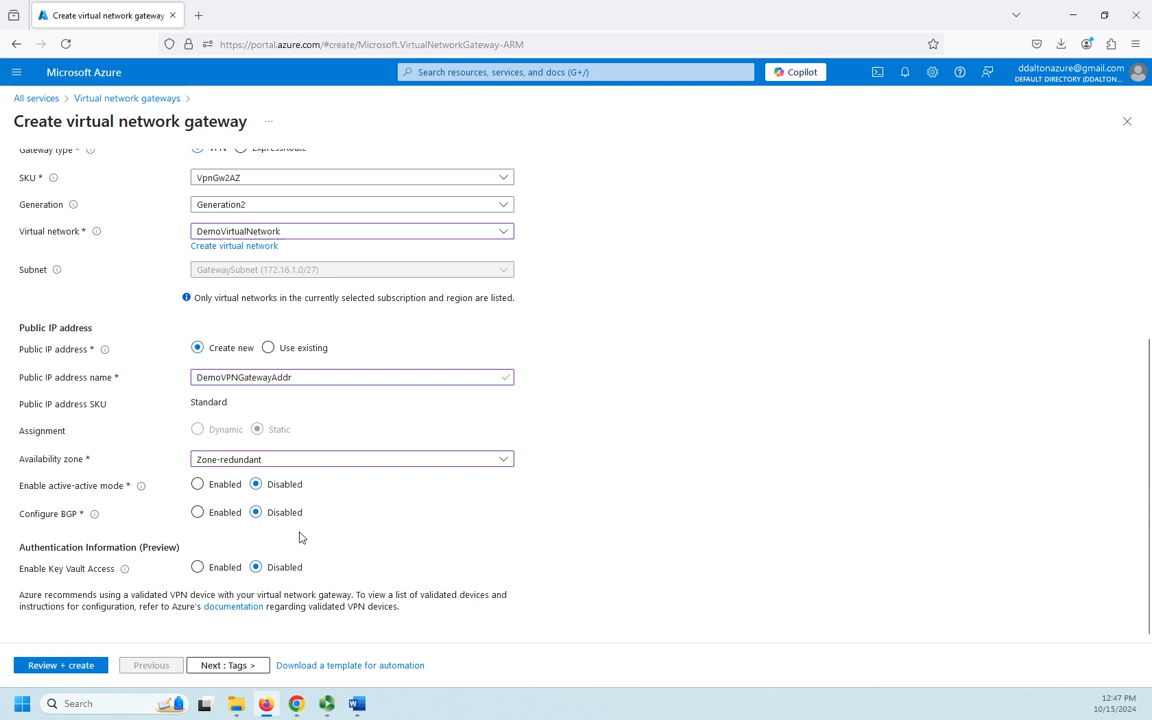 Create virtual network gateway
https://portal.azure.com/#create/Microsoft.VirtualNetworkGateway-ARM
Microsoft Azure
Search resources, services, and docs (G+/)
Copilot
ddaltonazure@gmail.com
DEFAULT DIRECTORY (DDALTON...
All services > Virtual network gateways >
Create virtual network gateway ...
Gateway type * VPN ExpressRoute
SKU * VpnGw2AZ
Generation Generation2
Virtual network * DemoVirtualNetwork
Create virtual network
Subnet GatewaySubnet (172.16.1.0/27)
Only virtual networks in the currently selected subscription and region are listed.
Public IP address
Public IP address * Create new Use existing
Public IP address name * DemoVPNGatewayAddr
Public IP address SKU Standard
Assignment Dynamic Static
Availability zone * Zone-redundant
Enable active-active mode * Enabled Disabled
Configure BGP * Enabled Disabled
Authentication Information (Preview)
Enable Key Vault Access Enabled Disabled
Azure recommends using a validated VPN device with your virtual network gateway. To view a list of validated devices and
instructions for configuration, refer to Azure's documentation regarding validated VPN devices.
Review + create Previous Next : Tags > Download a template for automation
Search
12:47 PM
10/15/2024